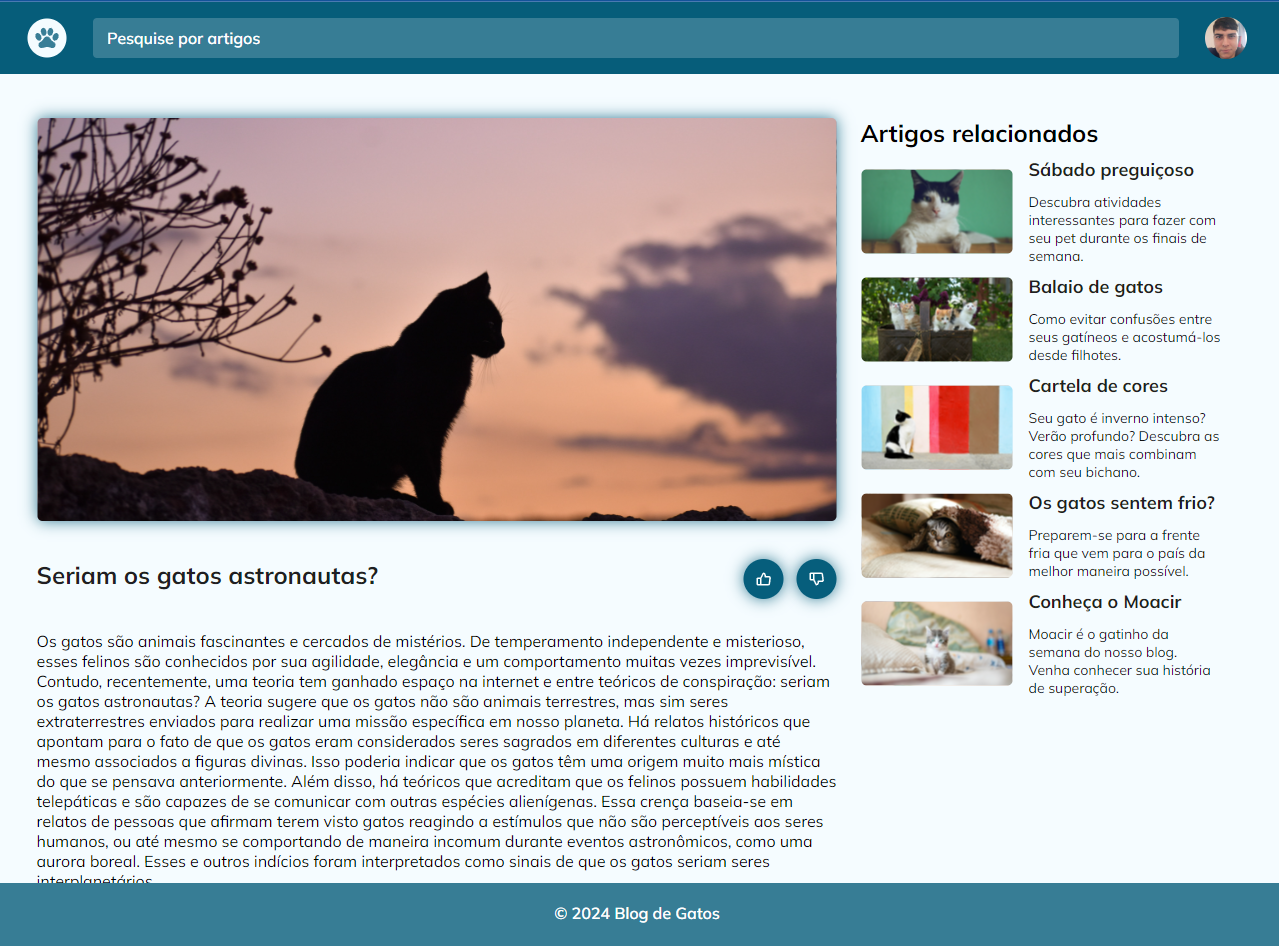 Pesquise por artigos
Seriam os gatos astronautas?
Os gatos são animais fascinantes e cercados de mistérios. De temperamento independente e misterioso,
esses felinos são conhecidos por sua agilidade, elegância e um comportamento muitas vezes imprevisível.
Contudo, recentemente, uma teoria tem ganhado espaço na internet e entre teóricos de conspiração: seriam
os gatos astronautas? A teoria sugere que os gatos não são animais terrestres, mas sim seres
extraterrestres enviados para realizar uma missão específica em nosso planeta. Há relatos históricos que
apontam para o fato de que os gatos eram considerados seres sagrados em diferentes culturas e até
mesmo associados a figuras divinas. Isso poderia indicar que os gatos têm uma origem muito mais mística
do que se pensava anteriormente. Além disso, há teóricos que acreditam que os felinos possuem habilidades
telepáticas e são capazes de se comunicar com outras espécies alienígenas. Essa crença baseia-se em
relatos de pessoas que afirmam terem visto gatos reagindo a estímulos que não são perceptíveis aos seres
humanos, ou até mesmo se comportando de maneira incomum durante eventos astronômicos, como uma
aurora boreal. Esses e outros indícios foram interpretados como sinais de que os gatos seriam seres
interplanetários
Artigos relacionados
Sábado preguiçoso
Descubra atividades
interessantes para fazer com
seu pet durante os finais de
semana.
Balaio de gatos
Como evitar confusões entre
seus gatíneos e acostumá-los
desde filhotes.
Cartela de cores
Seu gato é inverno intenso?
Verão profundo? Descubra as
cores que mais combinam
com seu bichano.
Os gatos sentem frio?
Preparem-se para a frente
fria que vem para o país da
melhor maneira possível.
Conheça o Moacir
Moacir é o gatinho da
semana do nosso blog.
Venha conhecer sua história
de superação.
© 2024 Blog de Gatos